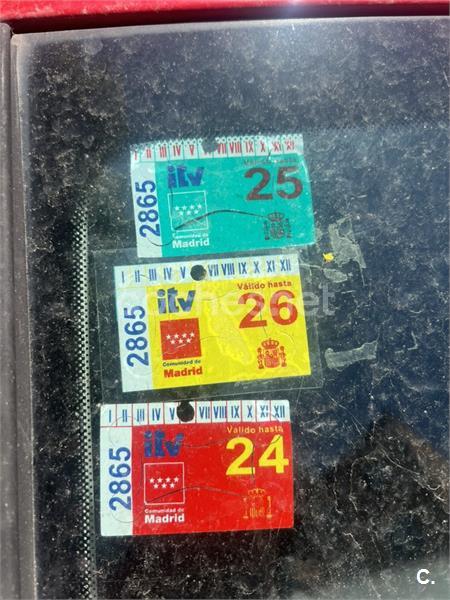 I II III IV V VII VIII IX X XI XII
2865
itv
Válido hasta
25
Comunidad de
Madrid
I II III IV V VII VIII IX X XI XII
2865
itv
Válido hasta
26
Comunidad de
Madrid
I II III IV V VII VIII IX X XI XII
2865
itv
Válido hasta
24
Comunidad de
Madrid
C.